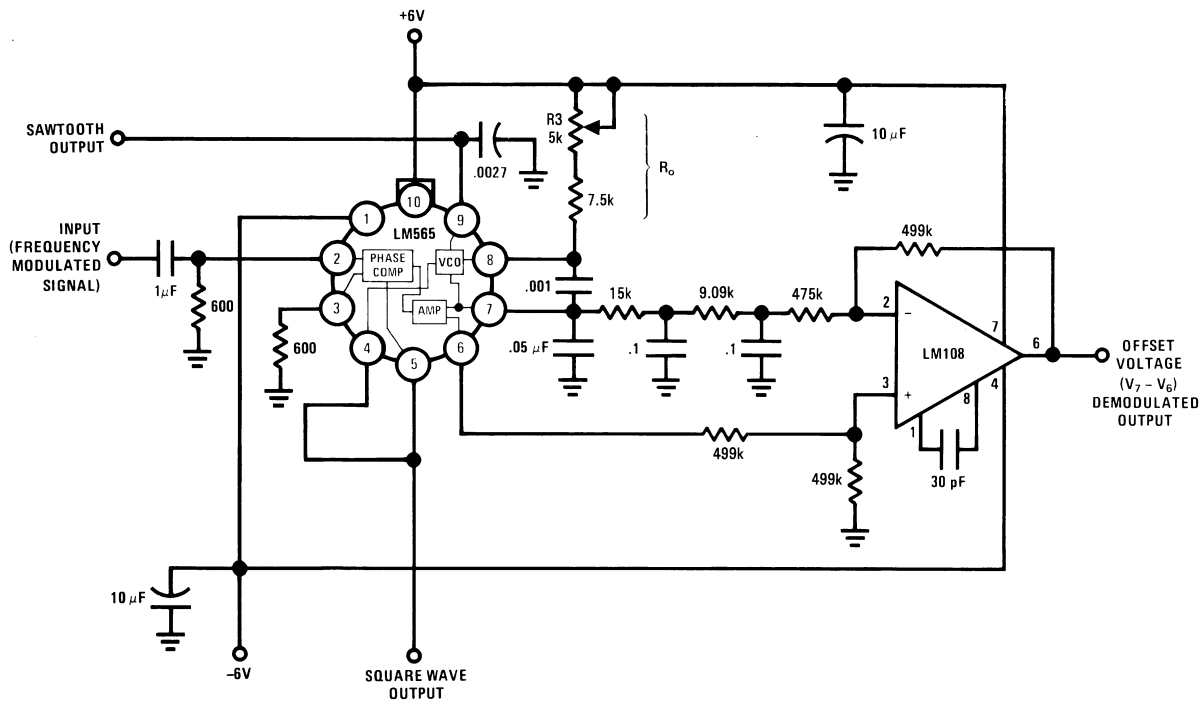 +6V
SAWTOOTH
OUTPUT
.0027
R3
5k
Ro
7.5k
10 μF
INPUT
(FREQUENCY
MODULATED
SIGNAL)
1μF
600
600
LM565
1
2
3
4
5
6
7
8
9
10
PHASE
COMP
VCO
AMP
.001
.05 μF
15k
.1
9.09k
.1
475k
499k
2
−
3
+
LM108
7
6
4
8
1
30 pF
OFFSET
VOLTAGE
(V7 − V6)
DEMODULATED
OUTPUT
499k
499k
10 μF
−6V
SQUARE WAVE
OUTPUT